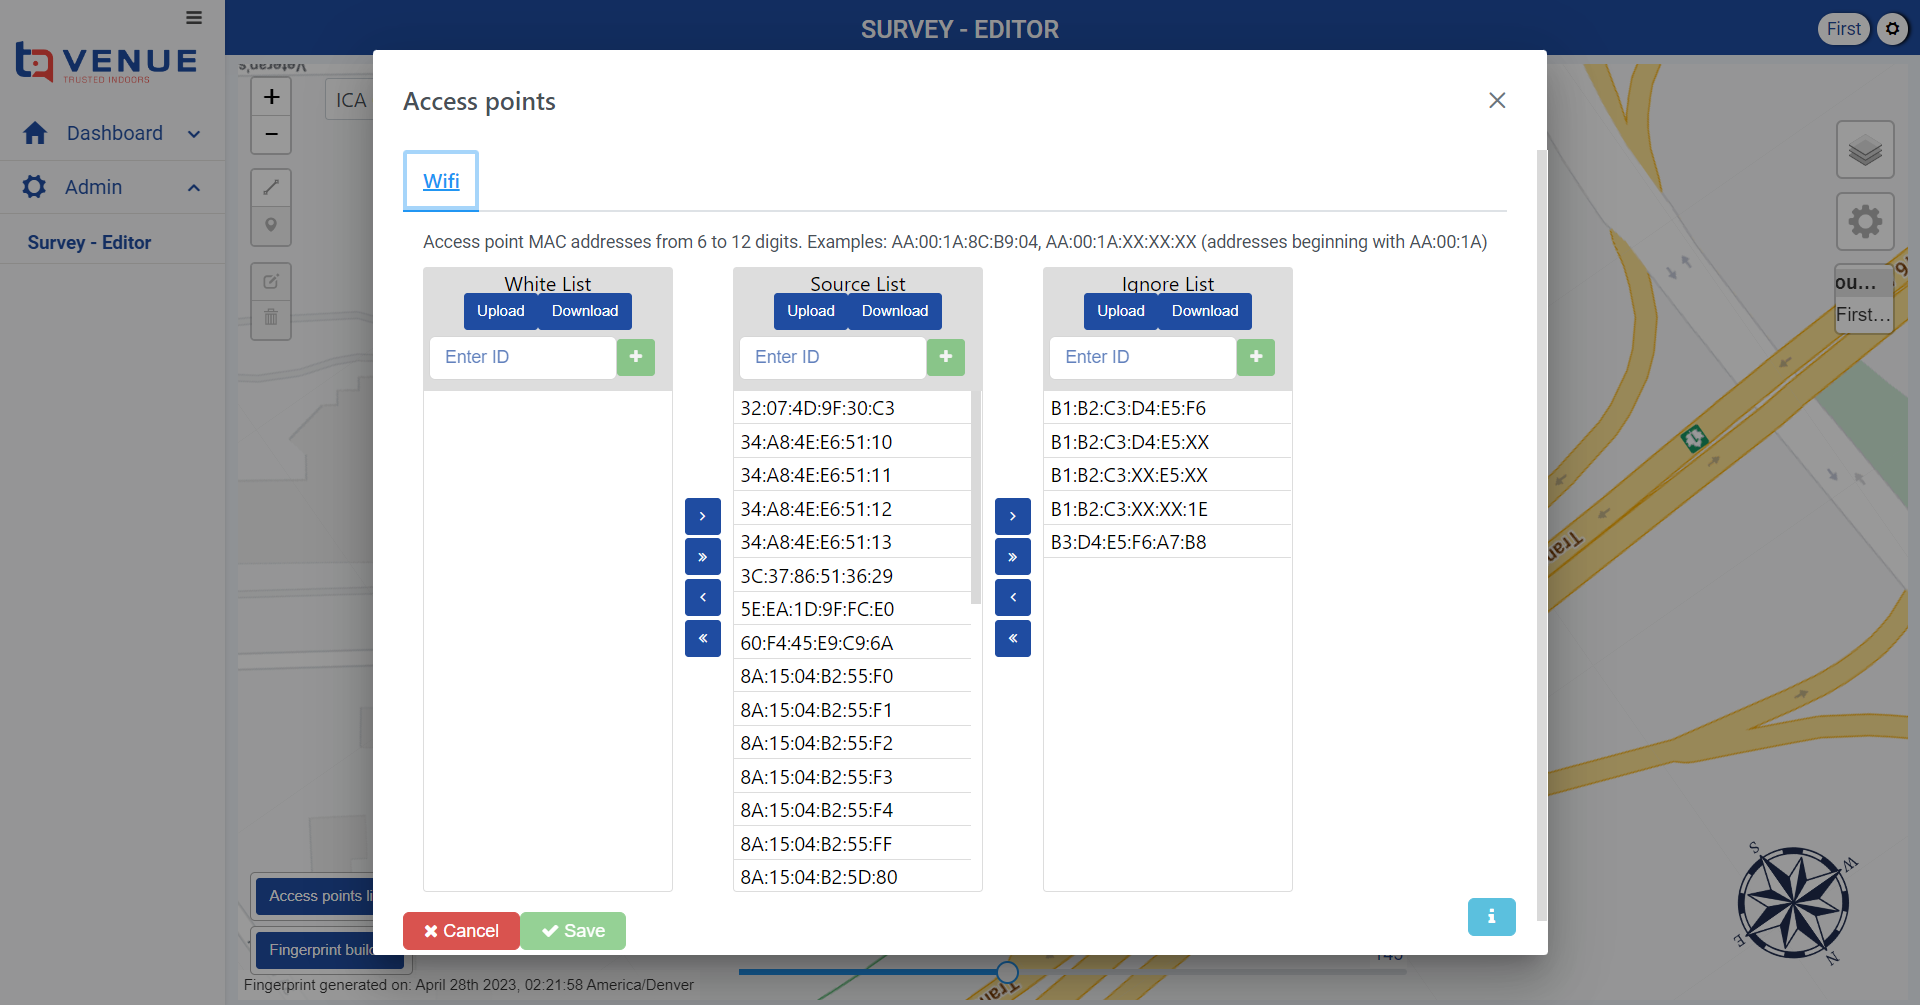 VENUE
TRUSTED INDOORS
Dashboard
Admin
Survey - Editor
SURVEY - EDITOR
First
Veteran's
+
ICA
−
Access points
Wifi
Access point MAC addresses from 6 to 12 digits. Examples: AA:00:1A:8C:B9:04, AA:00:1A:XX:XX:XX (addresses beginning with AA:00:1A)
White List
Upload Download
Enter ID
Source List
Upload Download
Enter ID
32:07:4D:9F:30:C3
34:A8:4E:E6:51:10
34:A8:4E:E6:51:11
34:A8:4E:E6:51:12
34:A8:4E:E6:51:13
3C:37:86:51:36:29
5E:EA:1D:9F:FC:E0
60:F4:45:E9:C9:6A
8A:15:04:B2:55:F0
8A:15:04:B2:55:F1
8A:15:04:B2:55:F2
8A:15:04:B2:55:F3
8A:15:04:B2:55:F4
8A:15:04:B2:55:FF
8A:15:04:B2:5D:80
Ignore List
Upload Download
Enter ID
B1:B2:C3:D4:E5:F6
B1:B2:C3:D4:E5:XX
B1:B2:C3:XX:E5:XX
B1:B2:C3:XX:XX:1E
B3:D4:E5:F6:A7:B8
Cancel Save
i
ou...
First...
Tran
Access points li
Fingerprint build
Fingerprint generated on: April 28th 2023, 02:21:58 America/Denver
Trans
S
W
E
N